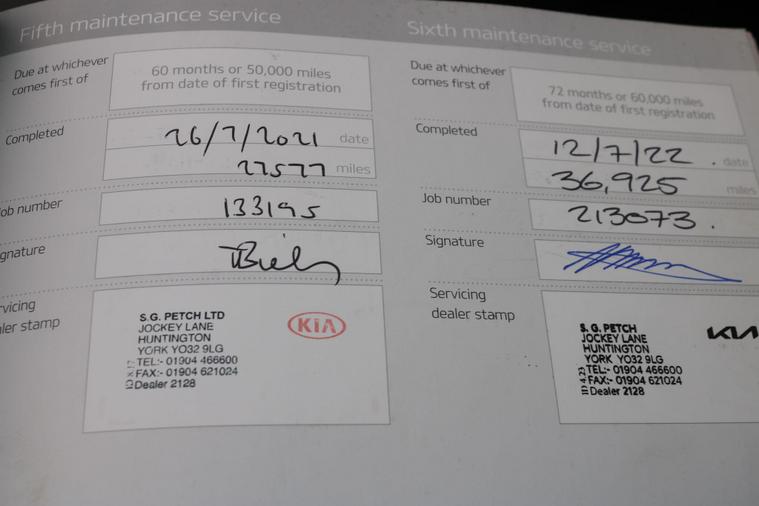 Fifth maintenance service
Due at whichever
comes first of
60 months or 50,000 miles
from date of first registration
Completed
26/7/2021 date
27577 miles
ob number
133195
gnature
rvicing
ler stamp
S.G. PETCH LTD
JOCKEY LANE
HUNTINGTON
YORK YO32 9LG
TEL:- 01904 466600
FAX:- 01904 621024
Dealer 2128
KIA
Sixth maintenance service
Due at whichever
comes first of
72 months or 60,000 miles
from date of first registration
Completed
12/7/22 . date
36,925 miles
Job number
213073.
Signature
Servicing
dealer stamp
S. G. PETCH
JOCKEY LANE
HUNTINGTON
YORK YO32 9LG
TEL:- 01904 466600
FAX:- 01904 621024
Dealer 2128
KIA